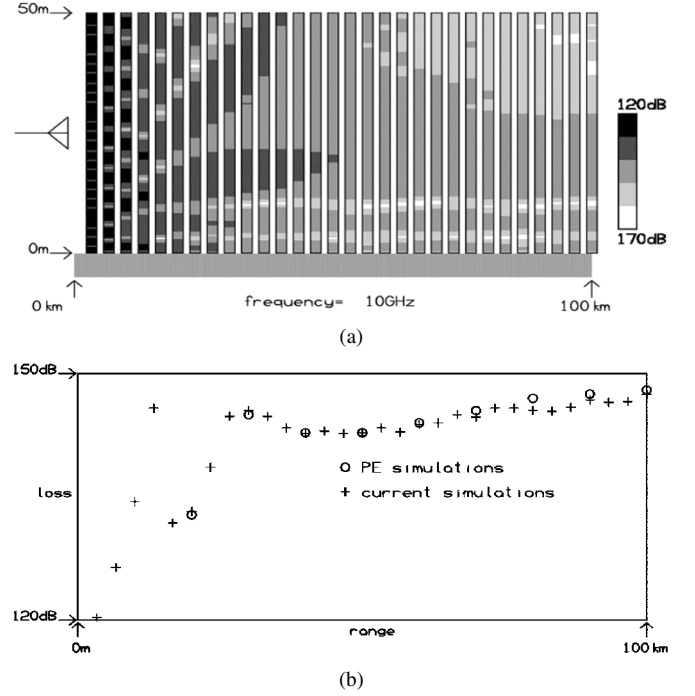 50m
120dB
170dB
0m
0 km
frequency= 10GHz
100 km
(a)
150dB
PE simulations
current simulations
loss
120dB
range
0m
100 km
(b)